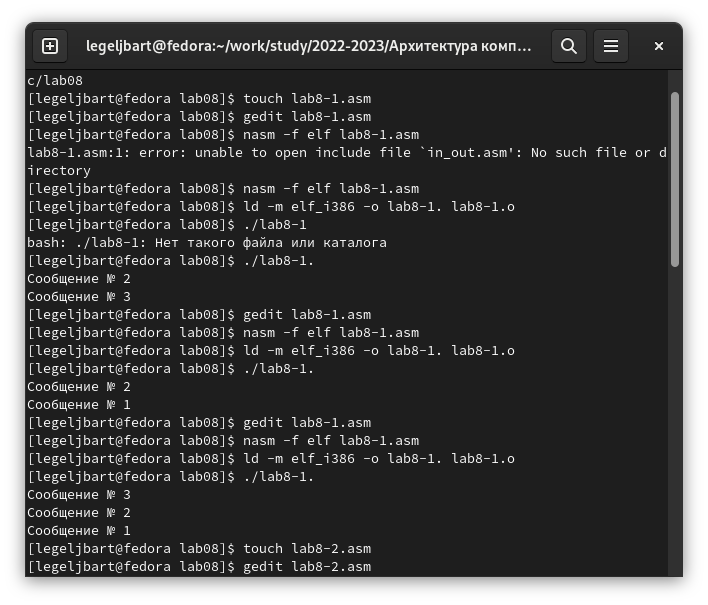 legeljbart@fedora:~/work/study/2022-2023/Архитектура комп…
c/lab08
[legeljbart@fedora lab08]$ touch lab8-1.asm
[legeljbart@fedora lab08]$ gedit lab8-1.asm
[legeljbart@fedora lab08]$ nasm -f elf lab8-1.asm
lab8-1.asm:1: error: unable to open include file `in_out.asm': No such file or d
irectory
[legeljbart@fedora lab08]$ nasm -f elf lab8-1.asm
[legeljbart@fedora lab08]$ ld -m elf_i386 -o lab8-1. lab8-1.o
[legeljbart@fedora lab08]$ ./lab8-1
bash: ./lab8-1: Нет такого файла или каталога
[legeljbart@fedora lab08]$ ./lab8-1.
Сообщение № 2
Сообщение № 3
[legeljbart@fedora lab08]$ gedit lab8-1.asm
[legeljbart@fedora lab08]$ nasm -f elf lab8-1.asm
[legeljbart@fedora lab08]$ ld -m elf_i386 -o lab8-1. lab8-1.o
[legeljbart@fedora lab08]$ ./lab8-1.
Сообщение № 2
Сообщение № 1
[legeljbart@fedora lab08]$ gedit lab8-1.asm
[legeljbart@fedora lab08]$ nasm -f elf lab8-1.asm
[legeljbart@fedora lab08]$ ld -m elf_i386 -o lab8-1. lab8-1.o
[legeljbart@fedora lab08]$ ./lab8-1.
Сообщение № 3
Сообщение № 2
Сообщение № 1
[legeljbart@fedora lab08]$ touch lab8-2.asm
[legeljbart@fedora lab08]$ gedit lab8-2.asm